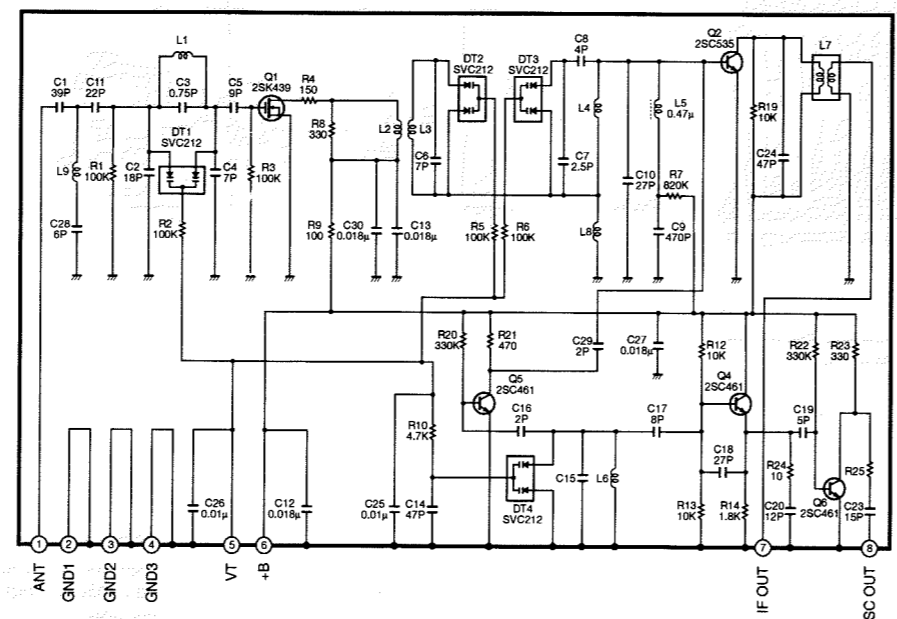 L1
C1
39P
C11
22P
C3
0.75P
C5
9P
Q1
2SK439
R4
150
DT1
SVC212
R8
330
L2
L3
DT2
SVC212
DT3
SVC212
C8
4P
Q2
2SC535
L7
L4
L5
0.47μ
R19
10K
C24
47P
L9
R1
100K
C2
18P
C4
7P
R3
100K
C6
7P
C7
2.5P
C10
27P
R7
820K
C28
6P
R2
100K
R9
100
C30
0.018μ
C13
0.018μ
R5
100K
R6
100K
L8
C9
470P
R20
330K
R21
470
C29
2P
C27
0.018μ
R12
10K
R22
330K
R23
330
Q5
2SC461
Q4
2SC461
R10
4.7K
C16
2P
C17
8P
C19
5P
C18
27P
C15
L6
R24
10
R25
DT4
SVC212
C26
0.01μ
C12
0.018μ
C25
0.01μ
C14
47P
R13
10K
R14
1.8K
C20
12P
Q6
2SC461
C23
15P
1
2
3
4
5
6
7
8
ANT
GND1
GND2
GND3
VT
+B
IF OUT
SC OUT